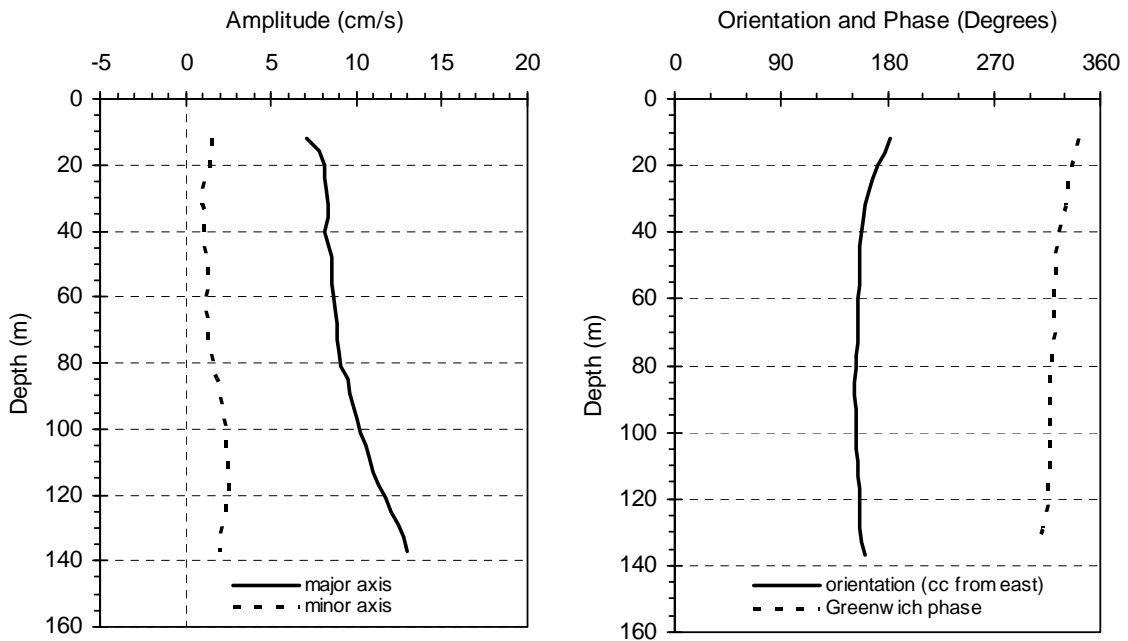 Amplitude (cm/s)
-5 0 5 10 15 20
0
20
40
60
80
100
120
140
160
Depth (m)
major axis
minor axis
Orientation and Phase (Degrees)
0 90 180 270 360
0
20
40
60
80
100
120
140
160
Depth (m)
orientation (cc from east)
Greenwich phase